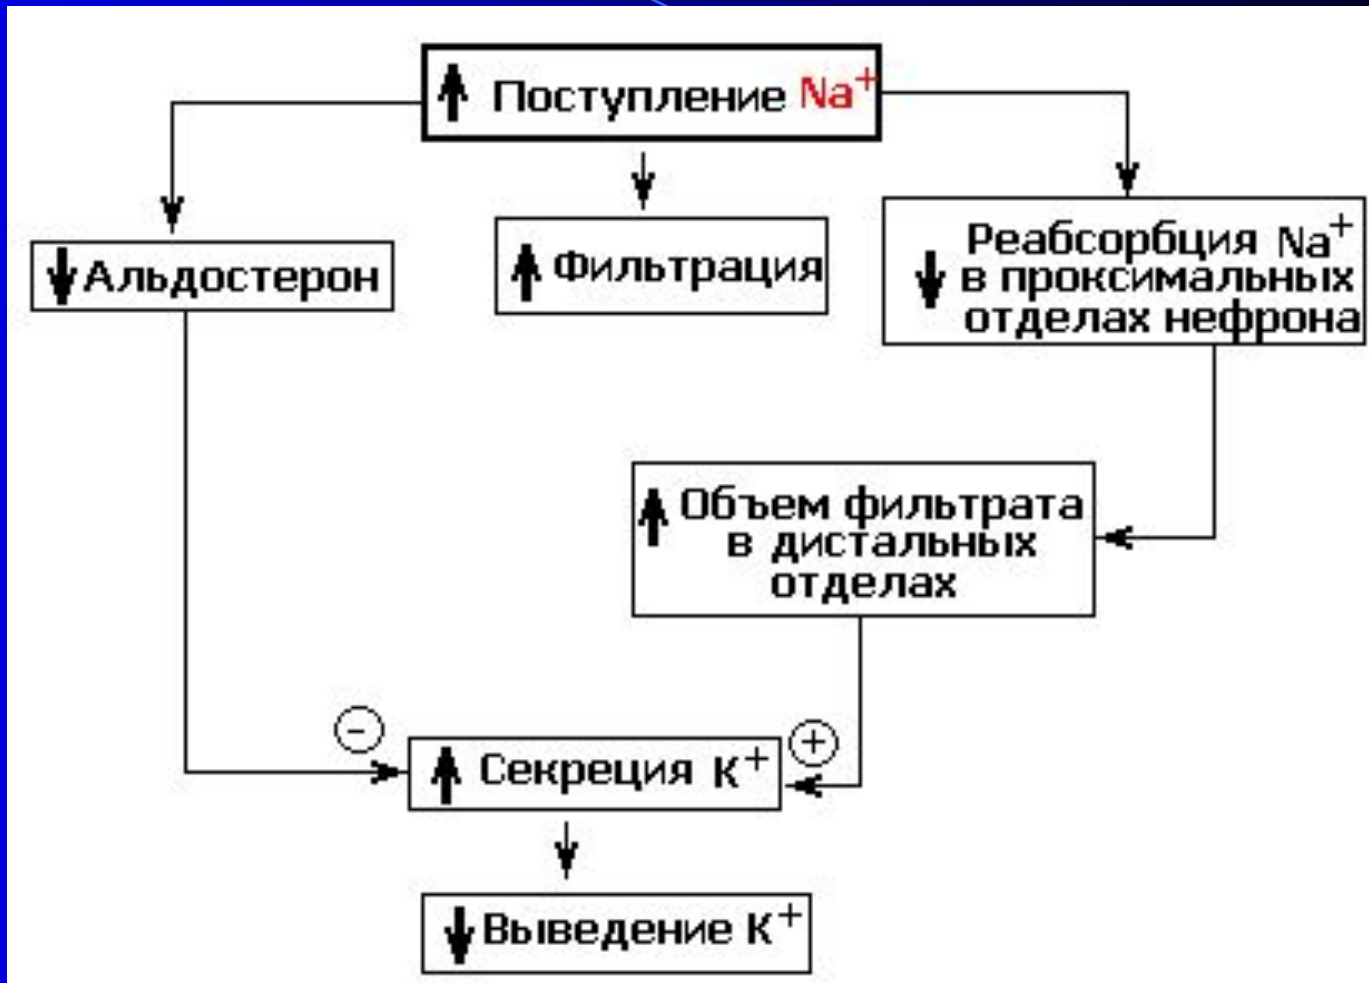 ↑ Поступление Na⁺
↓ Альдостерон
↑ Фильтрация
Реабсорбция Na⁺
↓ в проксимальных
отделах нефрона
↑ Объем фильтрата
в дистальных
отделах
−
↑ Секреция K⁺
+
↓ Выведение K⁺